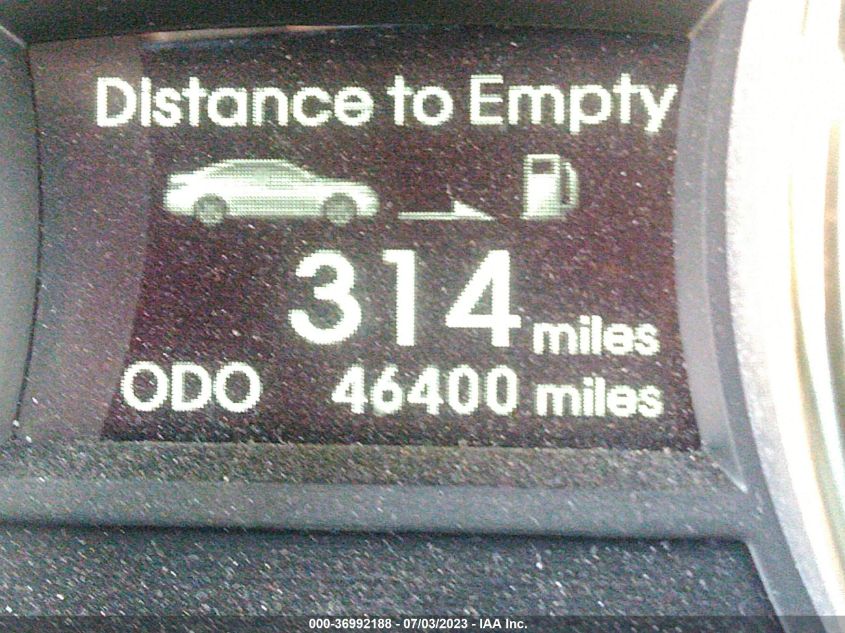 Distance to Empty
314 miles
ODO 46400 miles
000-36992188 - 07/03/2023 - IAA Inc.